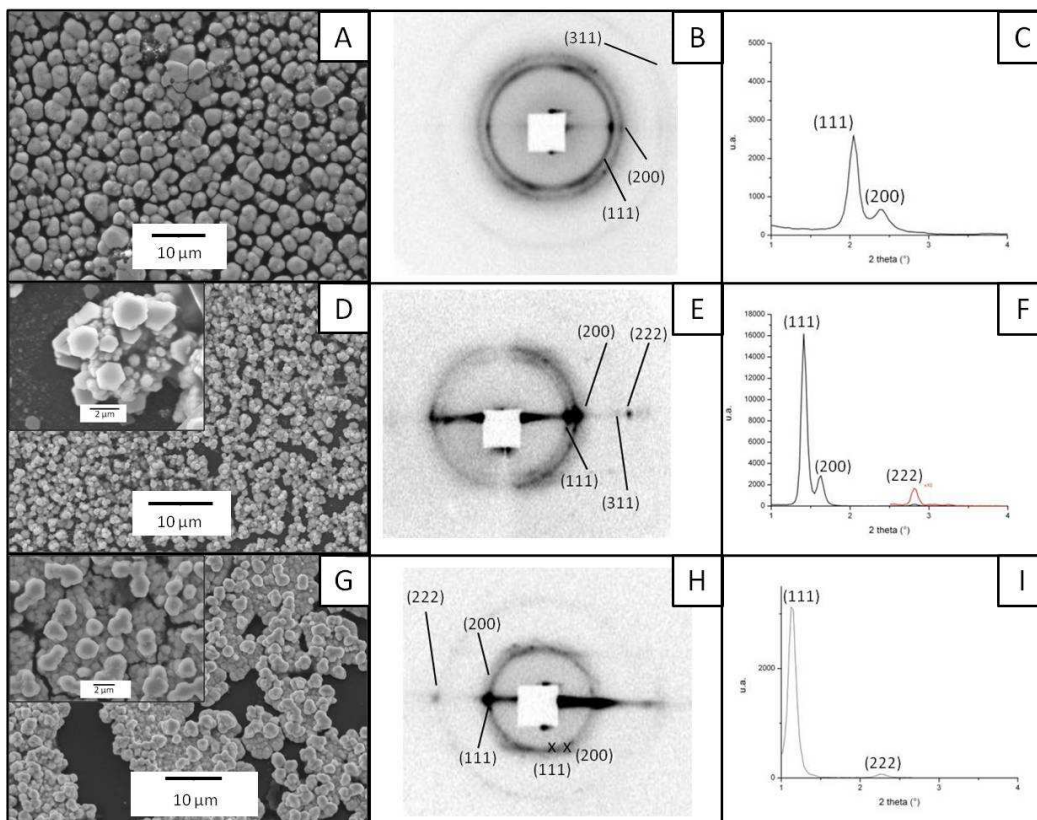 A
10 µm
B
(311)
(200)
(111)
C
5000
4000
3000
2000
1000
0
u.a.
(111)
(200)
1 2 3 4
2 theta (°)
D
2 µm
10 µm
E
(200)
(222)
(111)
(311)
F
18000
16000
14000
12000
10000
8000
6000
4000
2000
0
u.a.
(111)
(200)
(222)
1 2 3 4
2 theta (°)
G
2 µm
10 µm
H
(222)
(200)
(111)
x x
(111)
(200)
I
2000
0
u.a.
(111)
(222)
1 2 3 4
2 theta (°)